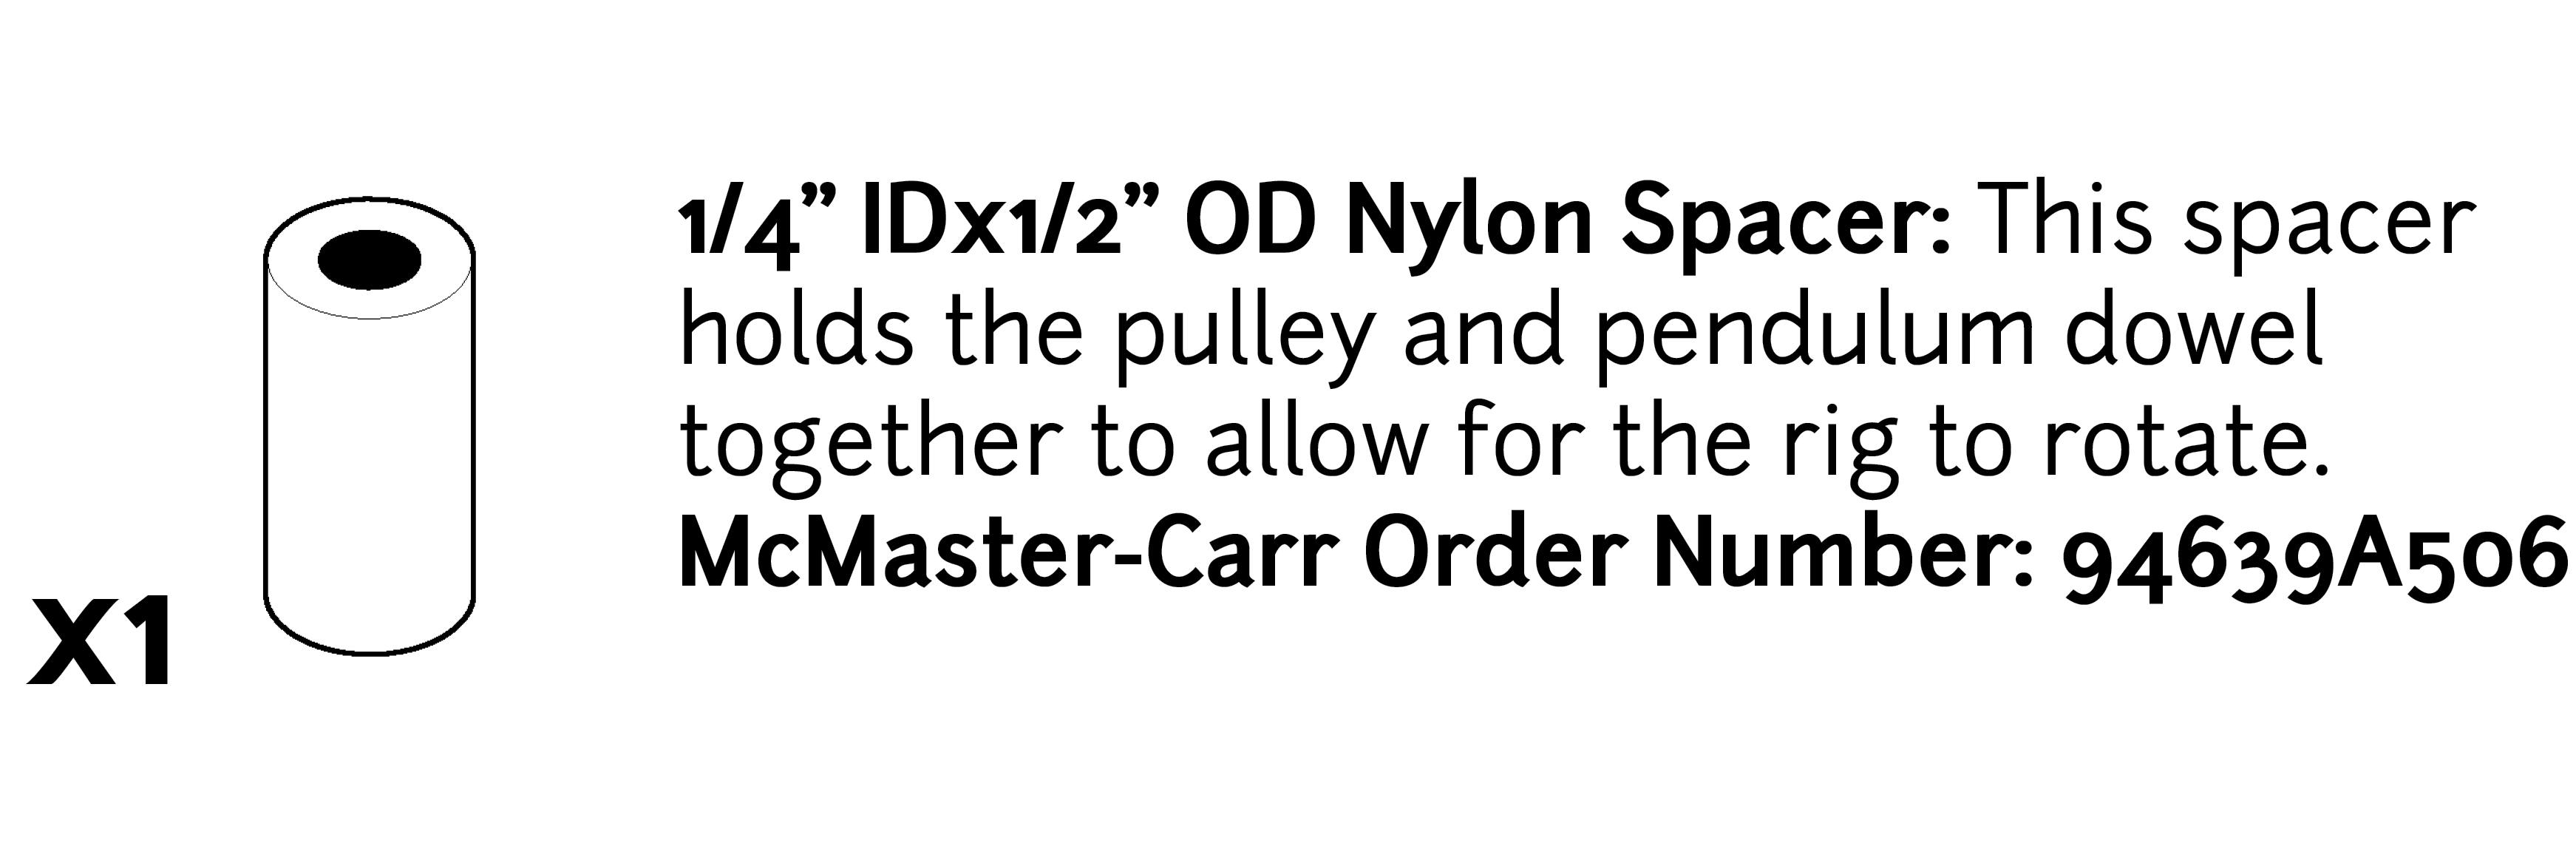 1/4” IDx1/2” OD Nylon Spacer: This spacer
holds the pulley and pendulum dowel
together to allow for the rig to rotate.
McMaster-Carr Order Number: 94639A506
x1